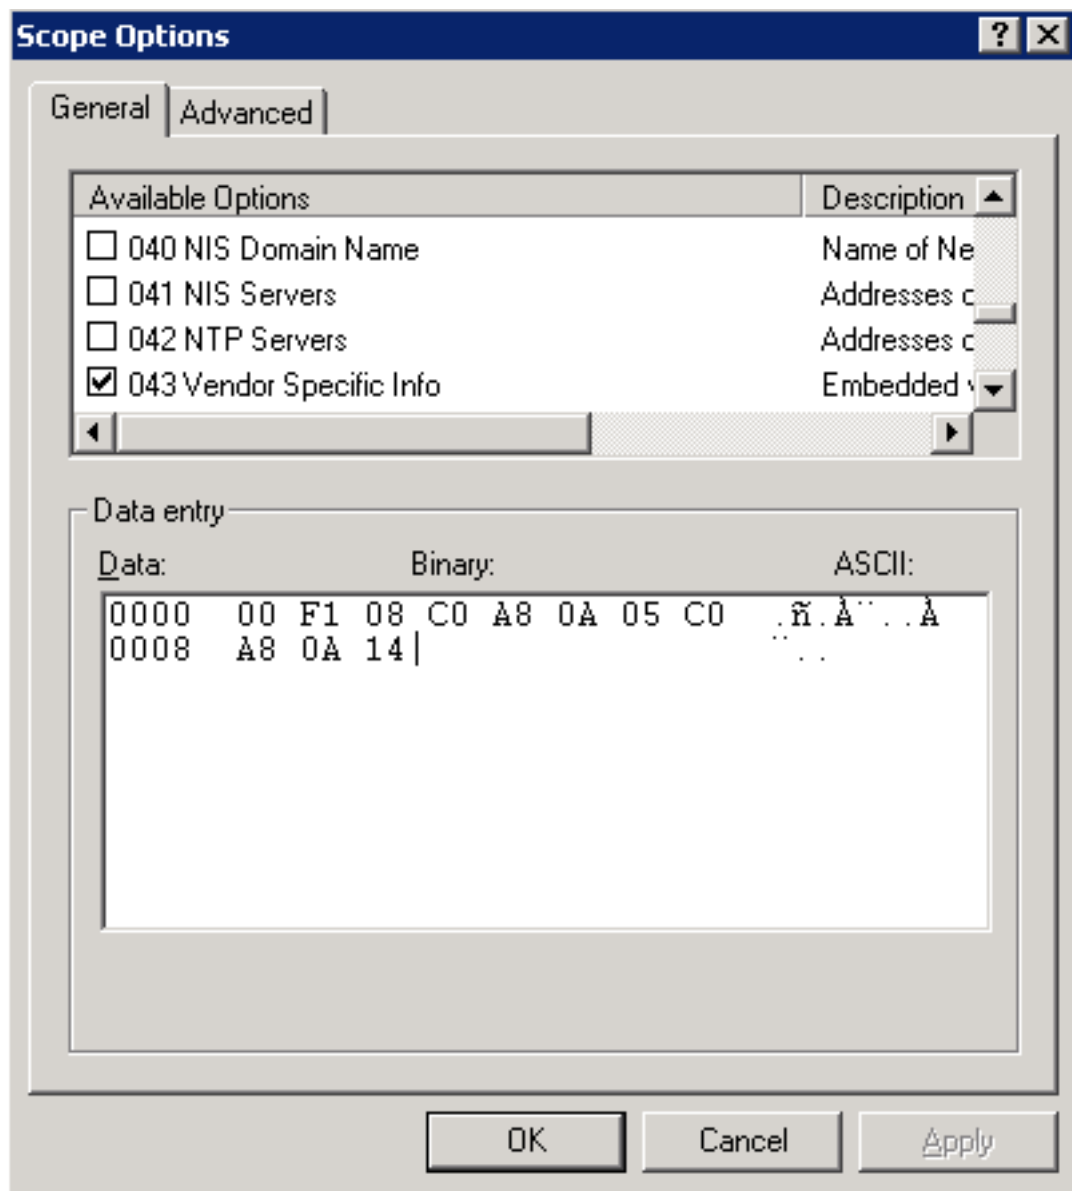 Scope Options
General Advanced
Available Options Description
040 NIS Domain Name Name of Ne
041 NIS Servers Addresses c
042 NTP Servers Addresses c
043 Vendor Specific Info Embedded
Data entry
Data: Binary: ASCII:
0000 00 F1 08 C0 A8 0A 05 C0 .ñ.À¨..À
0008 A8 0A 14 ¨..
OK Cancel Apply